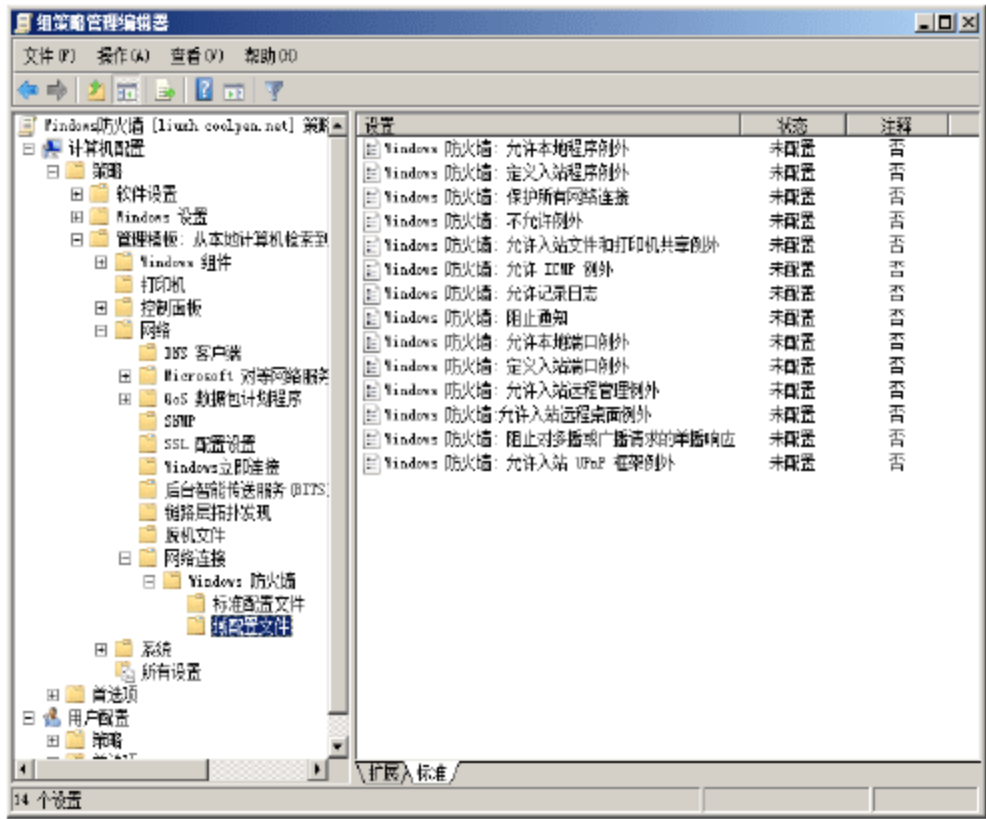 组策略管理编辑器
文件(F) 操作(A) 查看(V) 帮助(H)
Windows防火墙 [liuxh coolpen.net] 策略
计算机配置
策略
软件设置
Windows 设置
管理模板: 从本地计算机检索到
Windows 组件
打印机
控制面板
网络
DNS 客户端
Microsoft 对等网络服务
QoS 数据包计划程序
SNMP
SSL 配置设置
Windows立即连接
后台智能传送服务(BITS)
链路层拓扑发现
脱机文件
网络连接
Windows 防火墙
标准配置文件
域配置文件
系统
所有设置
首选项
用户配置
策略
设置 状态 注释
Windows 防火墙: 允许本地程序例外 未配置 否
Windows 防火墙: 定义入站程序例外 未配置 否
Windows 防火墙: 保护所有网络连接 未配置 否
Windows 防火墙: 不允许例外 未配置 否
Windows 防火墙: 允许入站文件和打印机共享例外 未配置 否
Windows 防火墙: 允许 ICMP 例外 未配置 否
Windows 防火墙: 允许记录日志 未配置 否
Windows 防火墙: 阻止通知 未配置 否
Windows 防火墙: 允许本地端口例外 未配置 否
Windows 防火墙: 定义入站端口例外 未配置 否
Windows 防火墙: 允许入站远程管理例外 未配置 否
Windows 防火墙:允许入站远程桌面例外 未配置 否
Windows 防火墙: 阻止对多播或广播请求的单播响应 未配置 否
Windows 防火墙: 允许入站 UPnP 框架例外 未配置 否
扩展 标准
14 个设置